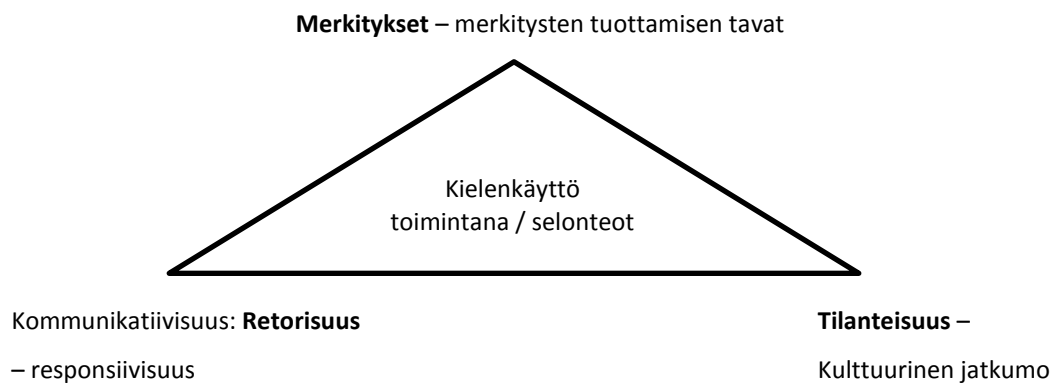 Merkitykset – merkitysten tuottamisen tavat
Kielenkäyttö
toimintana / selonteot
Kommunikatiivisuus: Retorisuus
– responsiivisuus
Tilanteisuus –
Kulttuurinen jatkumo